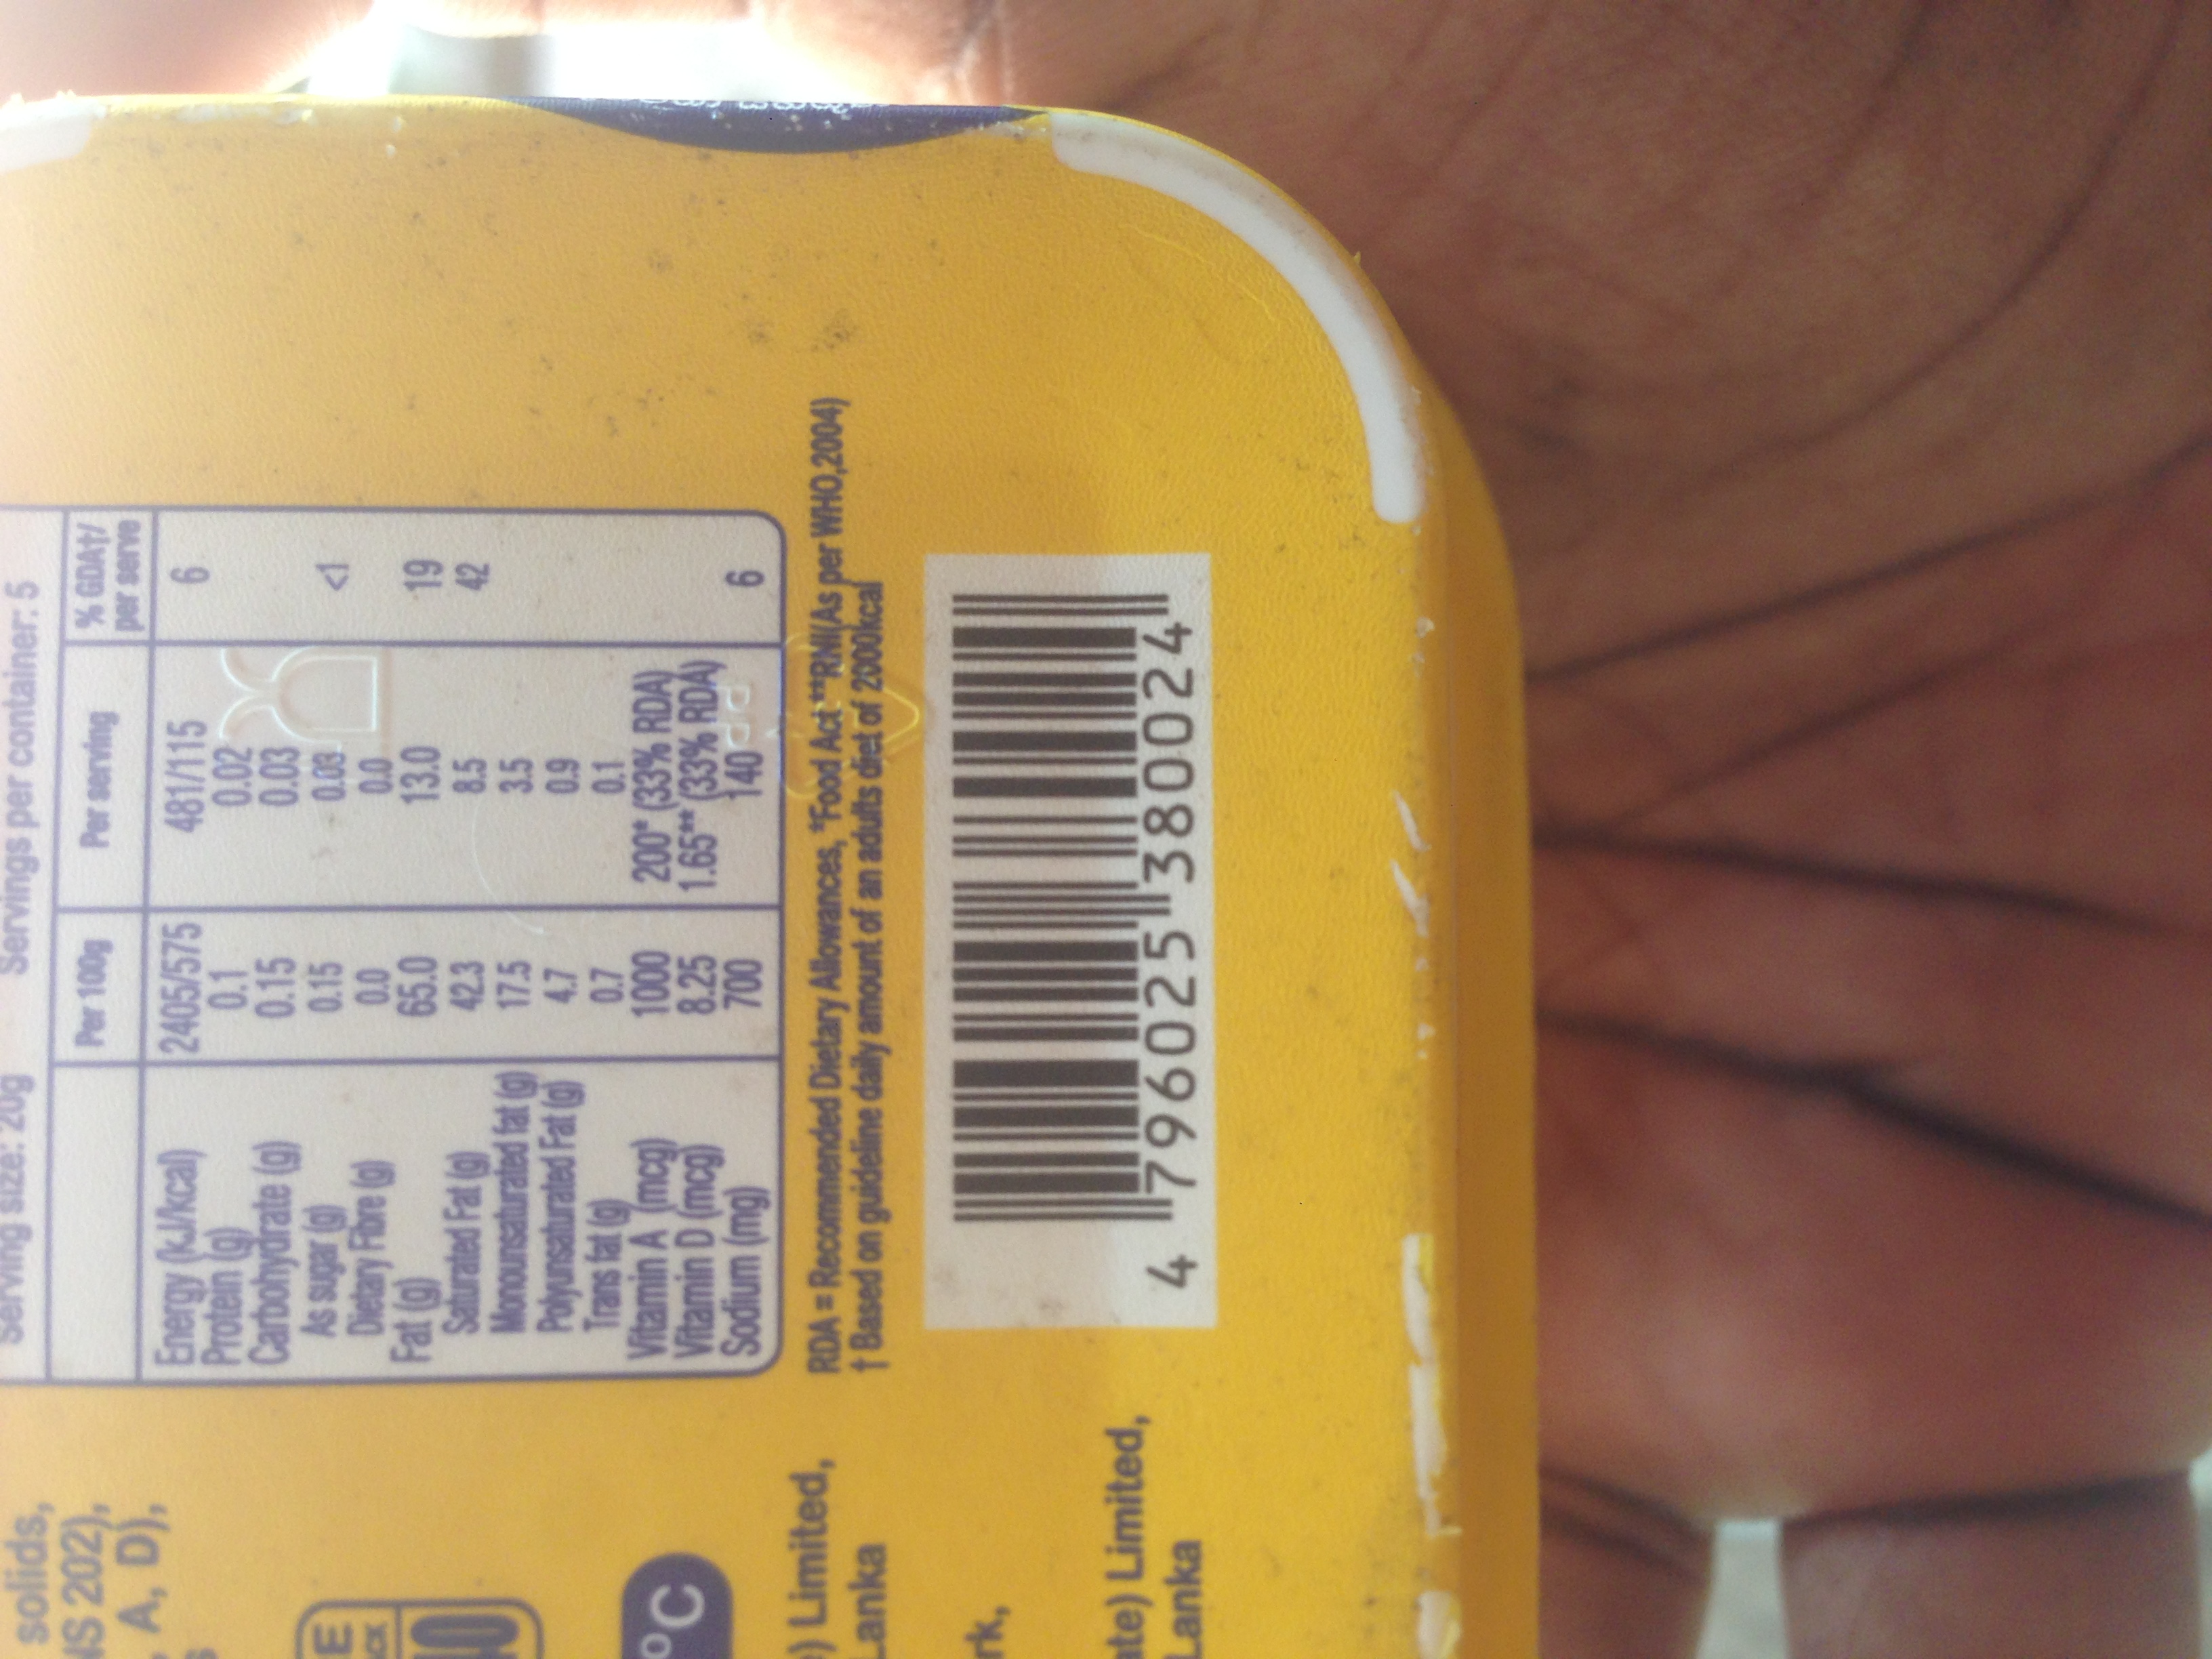 solids,
NS 202),
, A, D),
s
E
ACK
40
°C
e) Limited,
Lanka
rk,
ate) Limited,
Lanka
Serving size: 20g Servings per container: 5
Per 100g Per serving % GDA†/
per serve
Energy (kJ/kcal) 2405/575 481/115 6
Protein (g) 0.1 0.02
Carbohydrate (g) 0.15 0.03
As sugar (g) 0.15 0.03 <1
Dietary Fibre (g) 0.0 0.0
Fat (g) 65.0 13.0 19
Saturated Fat (g) 42.3 8.5 42
Monounsaturated fat (g) 17.5 3.5
Polyunsaturated Fat (g) 4.7 0.9
Trans fat (g) 0.7 0.1
Vitamin A (mcg) 1000 200* (33% RDA)
Vitamin D (mcg) 8.25 1.65** (33% RDA)
Sodium (mg) 700 140 6
PP
RDA = Recommended Dietary Allowances, *Food Act **RNI(As per WHO,2004)
† Based on guideline daily amount of an adults diet of 2000kcal
4 796025 380024